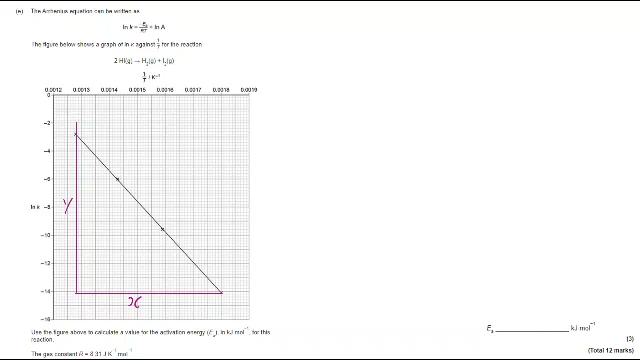 (e) The Arrhenius equation can be written as
ln k = −Ea/RT + ln A
The figure below shows a graph of ln k against 1/T for the reaction
2 HI(g) → H2(g) + I2(g)
1/T / K−1
0.0012 0.0013 0.0014 0.0015 0.0016 0.0017 0.0018 0.0019
0
−2
−4
−6
ln k −8
−10
−12
−14
−16
y
x
Use the figure above to calculate a value for the activation energy (Ea), in kJ mol−1, for this
reaction.
The gas constant R = 8.31 J K−1 mol−1
Ea ____________________ kJ mol−1
(3)
(Total 12 marks)